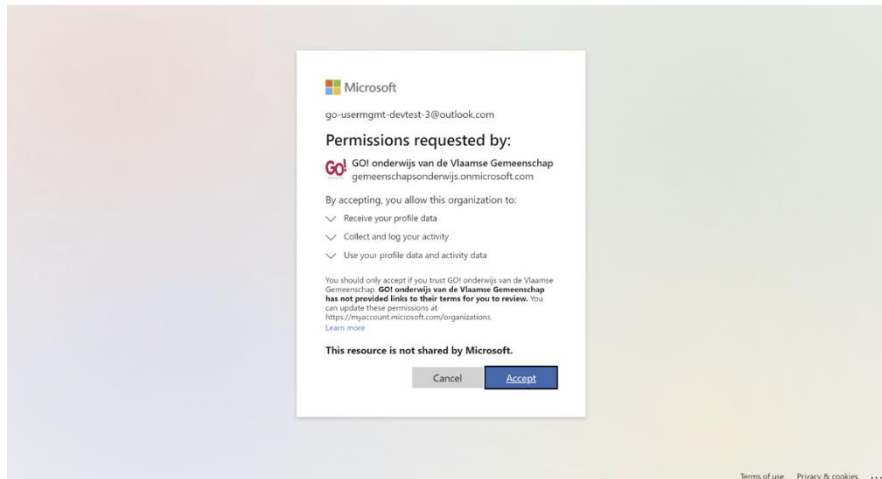 Microsoft
go-usermgmt-devtest-3@outlook.com
Permissions requested by:
GO! GO! onderwijs van de Vlaamse Gemeenschap
gemeenschapsonderwijs.onmicrosoft.com
By accepting, you allow this organization to:
Receive your profile data
Collect and log your activity
Use your profile data and activity data
You should only accept if you trust GO! onderwijs van de Vlaamse
Gemeenschap. GO! onderwijs van de Vlaamse Gemeenschap
has not provided links to their terms for you to review. You
can update these permissions at
https://myaccount.microsoft.com/organizations.
Learn more
This resource is not shared by Microsoft.
Cancel Accept
Terms of use Privacy & cookies ...